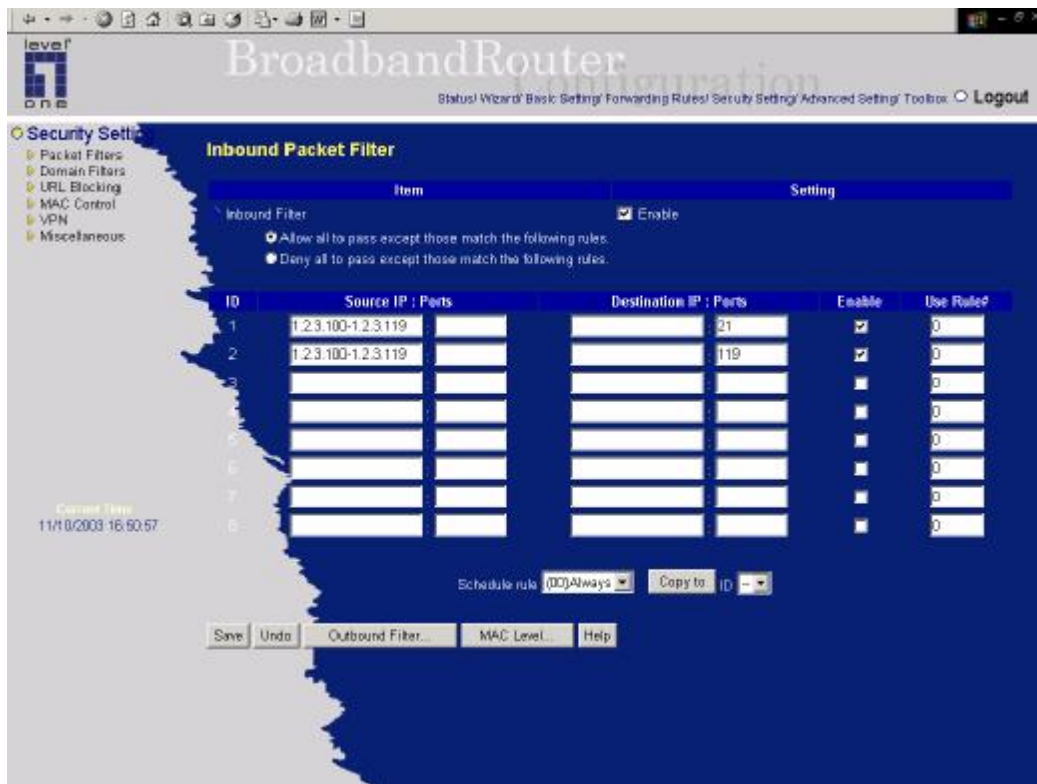 level
one
BroadbandRouter
Configuration
Status/ Wizard/ Basic Setting/ Forwarding Rules/ Security Setting/ Advanced Setting/ Toolbox Logout
Security Setting
Packet Filters
Domain Filters
URL Blocking
MAC Control
VPN
Miscellaneous
Current Time
11/10/2003 16:50:57
Inbound Packet Filter
Item Setting
Inbound Filter Enable
Allow all to pass except those match the following rules.
Deny all to pass except those match the following rules.
ID Source IP : Ports Destination IP : Ports Enable Use Rule#
1 1.2.3.100-1.2.3.119 : : 21 0
2 1.2.3.100-1.2.3.119 : : 119 0
3 : : 0
4 : : 0
5 : : 0
6 : : 0
7 : : 0
8 : : 0
Schedule rule (00)Always Copy to ID --
Save Undo Outbound Filter... MAC Level... Help